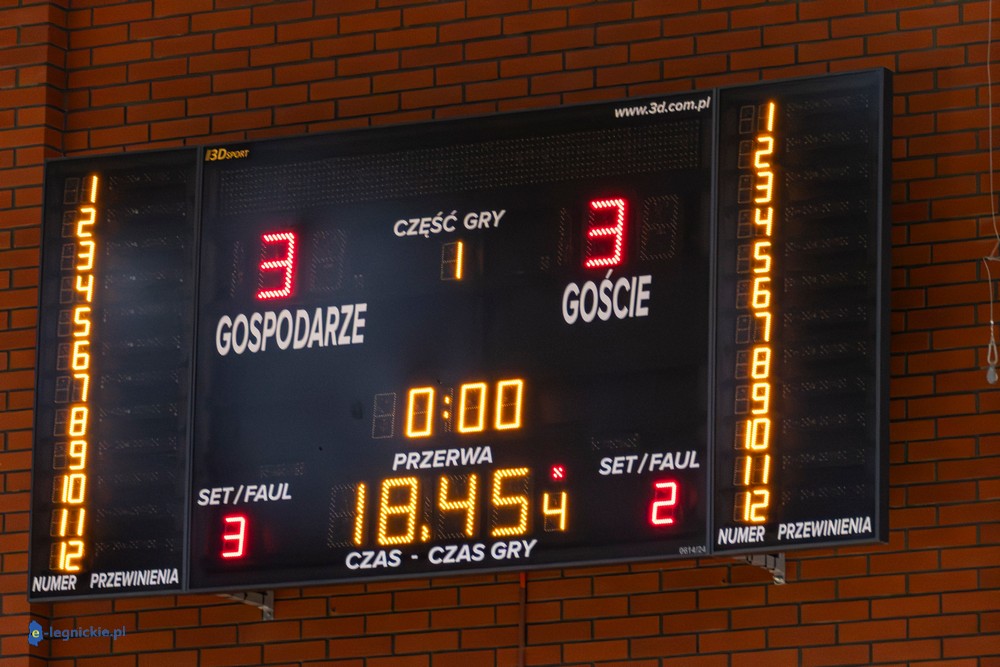 www.3d.com.pl
3DSPORT
CZĘŚĆ GRY
3 1 3
GOSPODARZE GOŚCIE
0:00
PRZERWA
SET/FAUL SET/FAUL
3 18.45 4 2
CZAS - CZAS GRY
0614/24
1
2
3
4
5
6
7
8
9
10
11
12
NUMER PRZEWINIENIA
1
2
3
4
5
6
7
8
9
10
11
12
NUMER PRZEWINIENIA
e-legnickie.pl